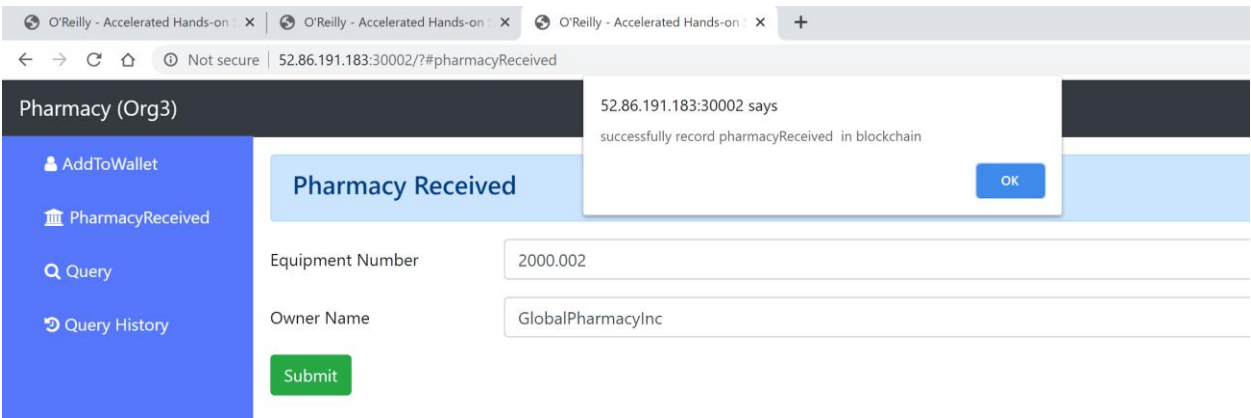 O'Reilly - Accelerated Hands-on
O'Reilly - Accelerated Hands-on
O'Reilly - Accelerated Hands-on
Not secure | 52.86.191.183:30002/?#pharmacyReceived
Pharmacy (Org3)
52.86.191.183:30002 says
successfully record pharmacyReceived in blockchain
OK
AddToWallet
PharmacyReceived
Query
Query History
Pharmacy Received
Equipment Number
2000.002
Owner Name
GlobalPharmacyInc
Submit